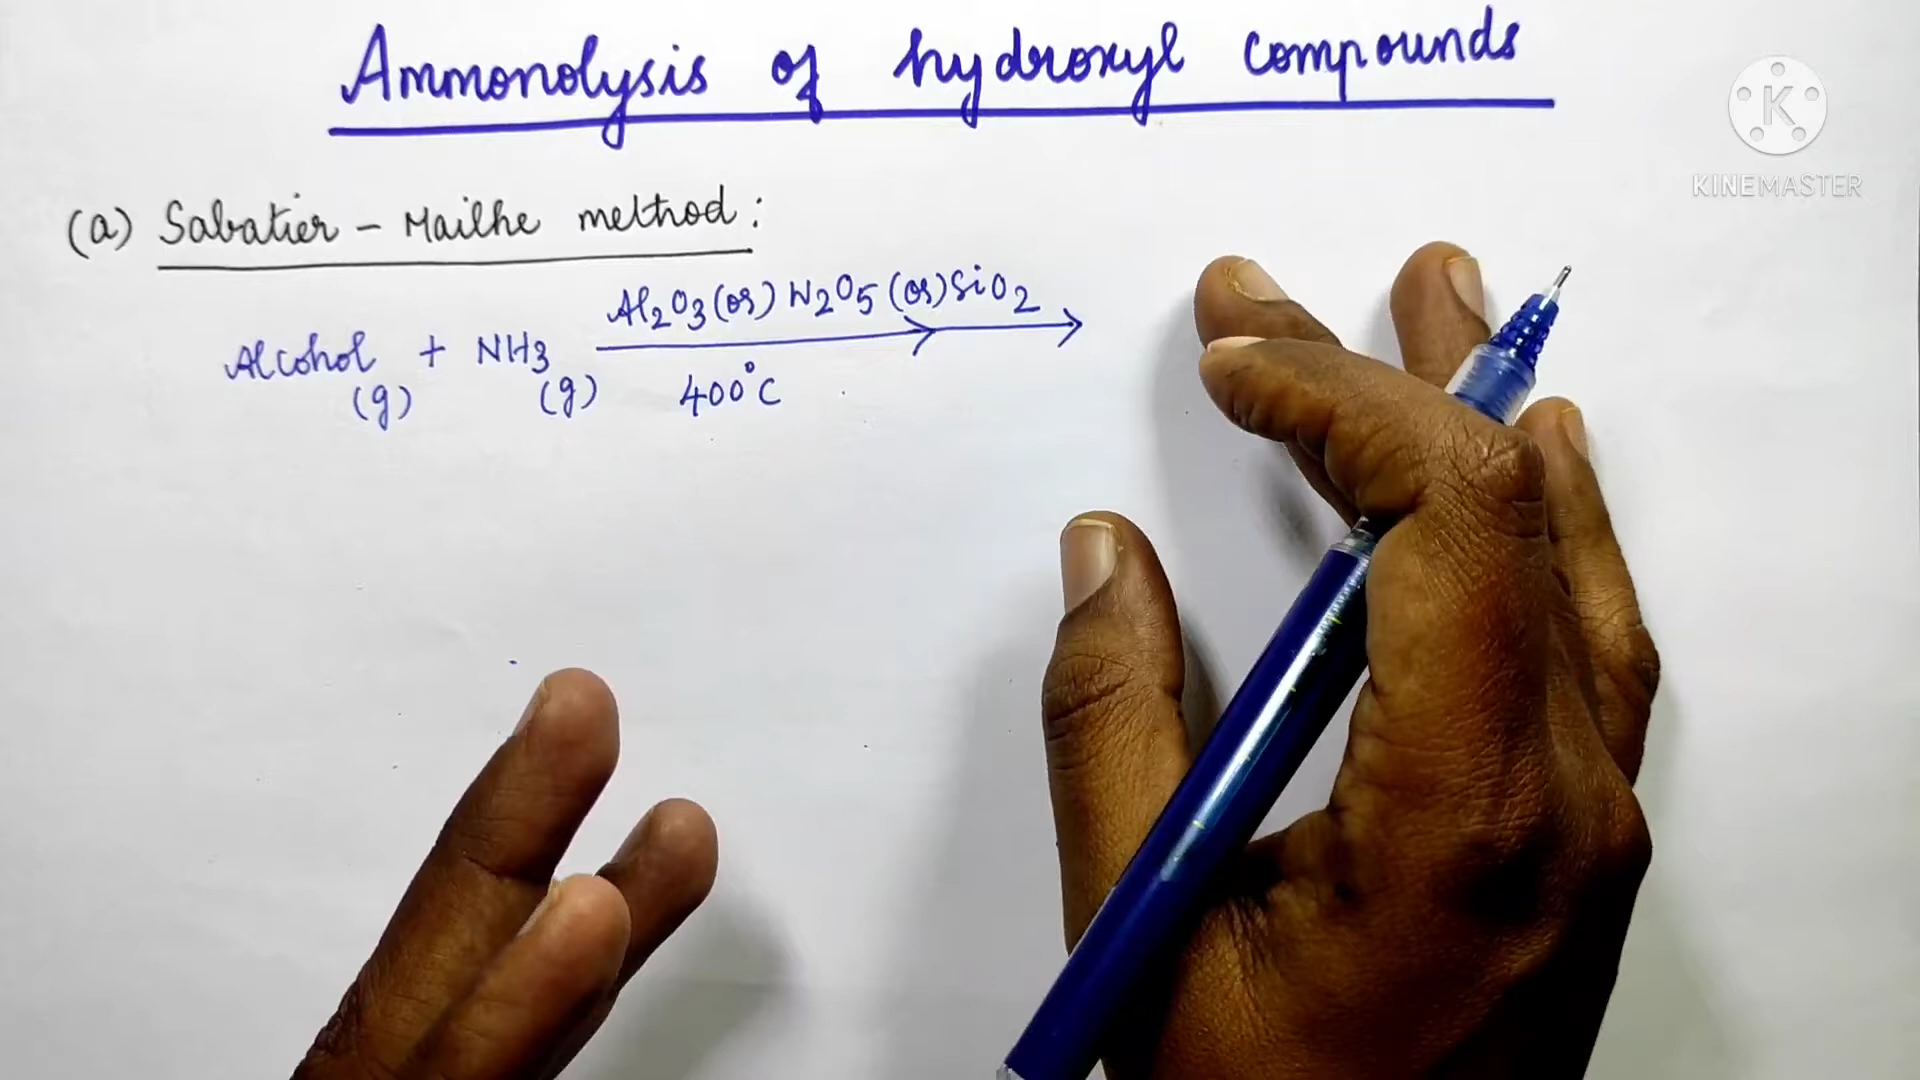 Ammonolysis of hydroxyl compounds
KINEMASTER
(a) Sabatier - Mailhe method:
Al2O3 (or) W2O5 (or) SiO2
Alcohol (g) + NH3 (g)
400°C